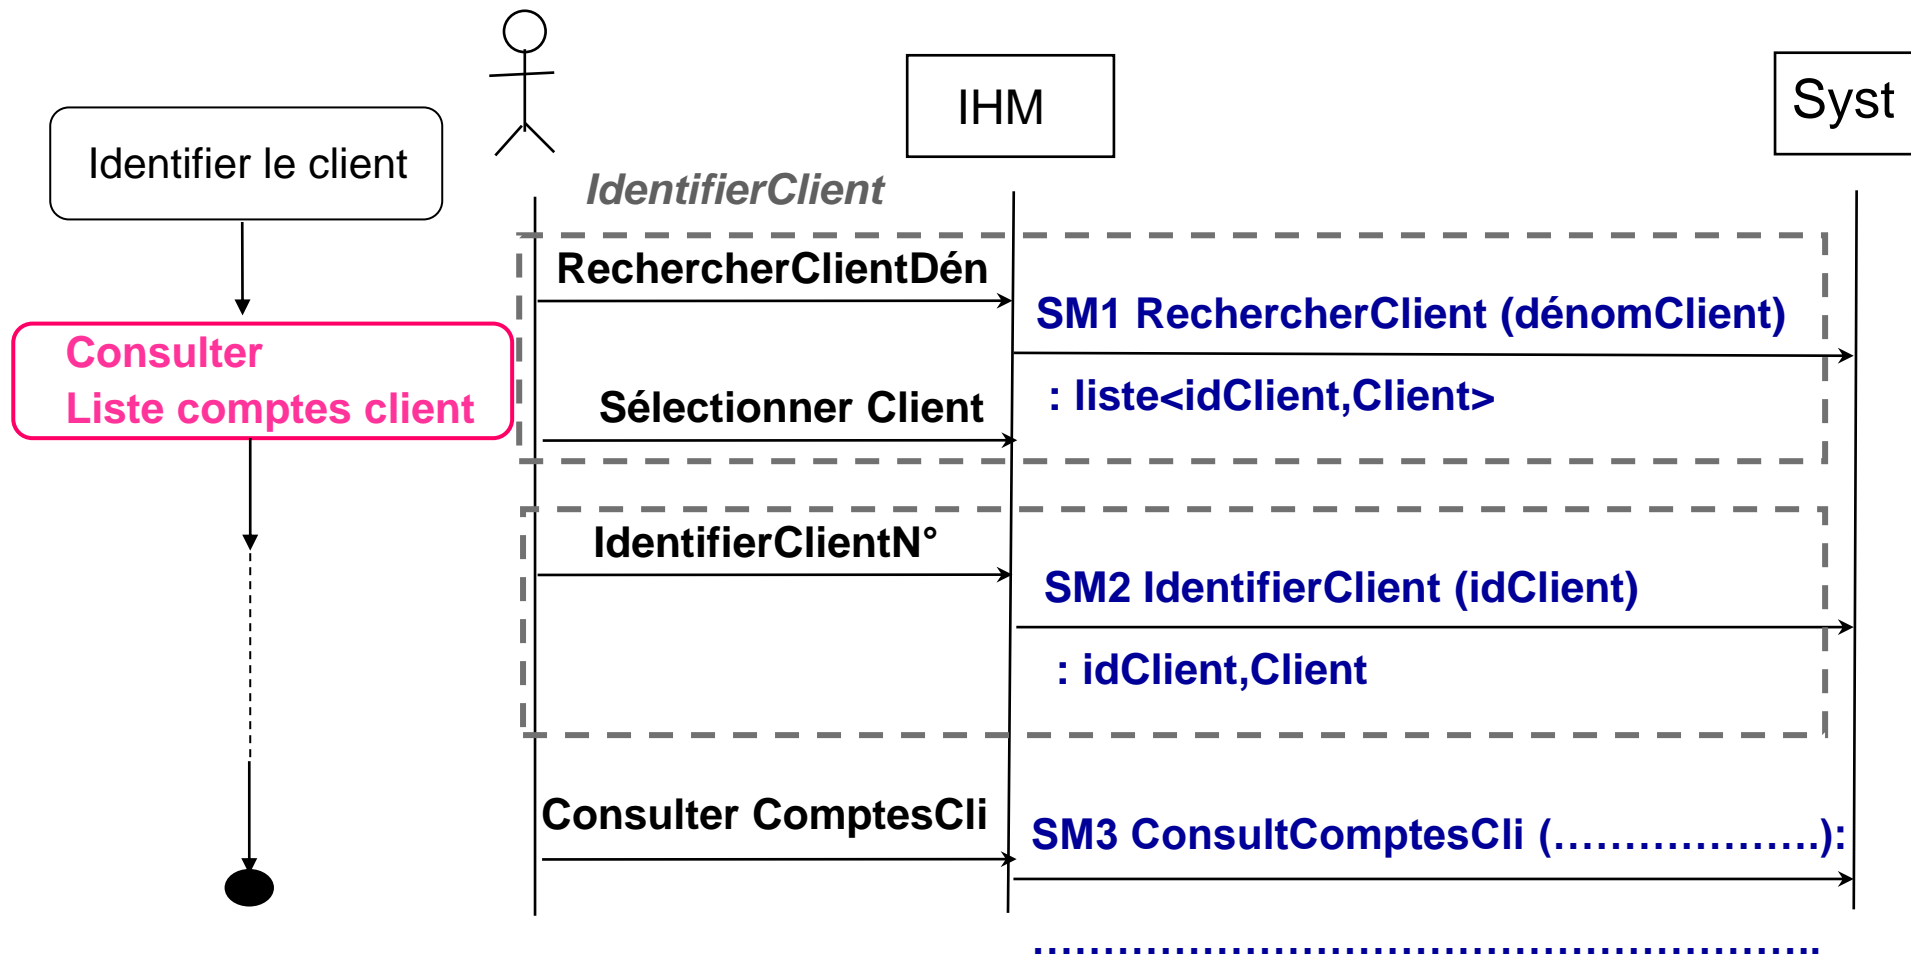 IHM
Syst
Identifier le client
IdentifierClient
RechercherClientDén
SM1 RechercherClient (dénomClient)
Consulter
Liste comptes client
Sélectionner Client
: liste<idClient,Client>
IdentifierClientN°
SM2 IdentifierClient (idClient)
: idClient,Client
Consulter ComptesCli
SM3 ConsultComptesCli (……………….):
………………………………………………..